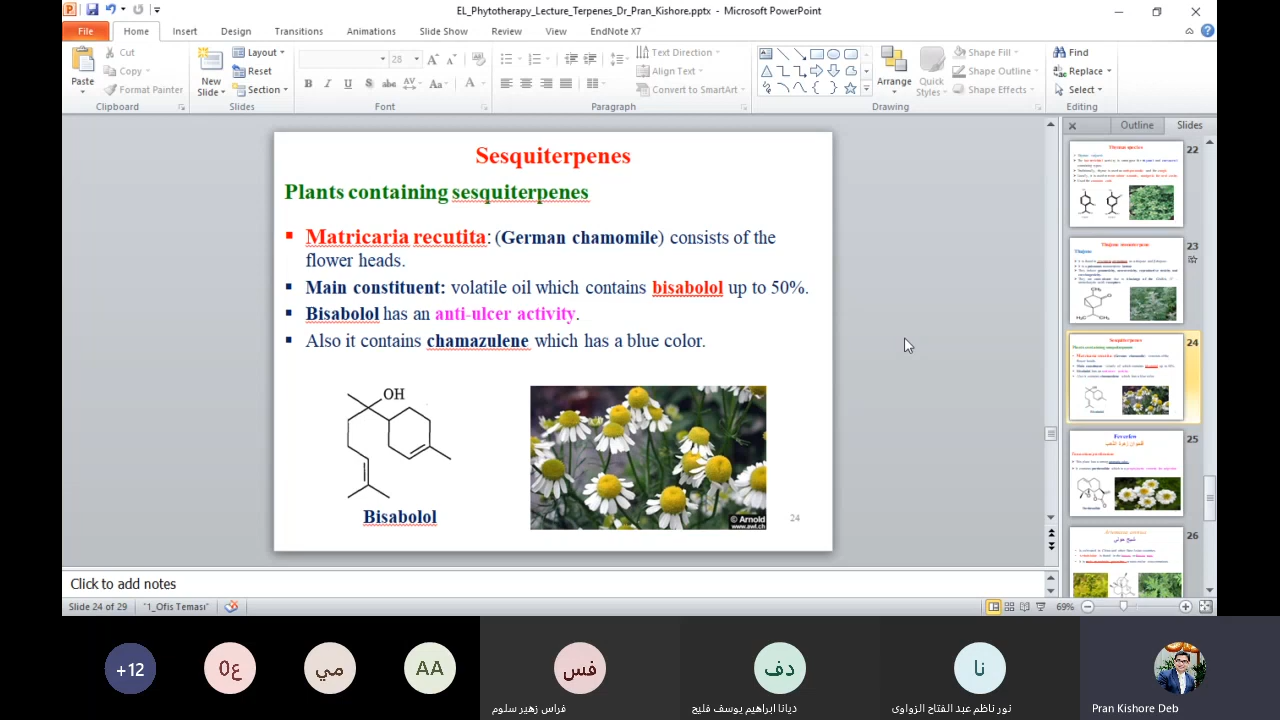 EL_Phytotherapy_Lecture_Terpenes_Dr_Pran_Kishore.pptx - Microsoft PowerPoint
File Home Insert Design Transitions Animations Slide Show Review View EndNote X7
Paste
Cut
Copy
Format Painter
Clipboard
New Slide
Layout
Reset
Section
Slides
28
Font
Paragraph
Text Direction
Align Text
Convert to SmartArt
Arrange
Quick Styles
Shape Fill
Shape Outline
Shape Effects
Drawing
Find
Replace
Select
Editing
Sesquiterpenes
Plants containing sesquiterpenes
Matricaria recutita: (German chamomile) consists of the
flower heads.
Main constituent: volatile oil which contains bisabolol up to 50%.
Bisabolol has an anti-ulcer activity.
Also it contains chamazulene which has a blue color.
OH
Bisabolol
© Arnold
www.awl.ch
24
Outline Slides
22
23
24
Sesquiterpenes
25
26
Click to add notes
Slide 24 of 29 "1_Ofis Teması" 69%
+12
ع0
مي
AA
فس
دف
نا
فراس زهير سلوم
ديانا ابراهيم يوسف فليح
نور ناظم عبد الفتاح الزواوى
Pran Kishore Deb